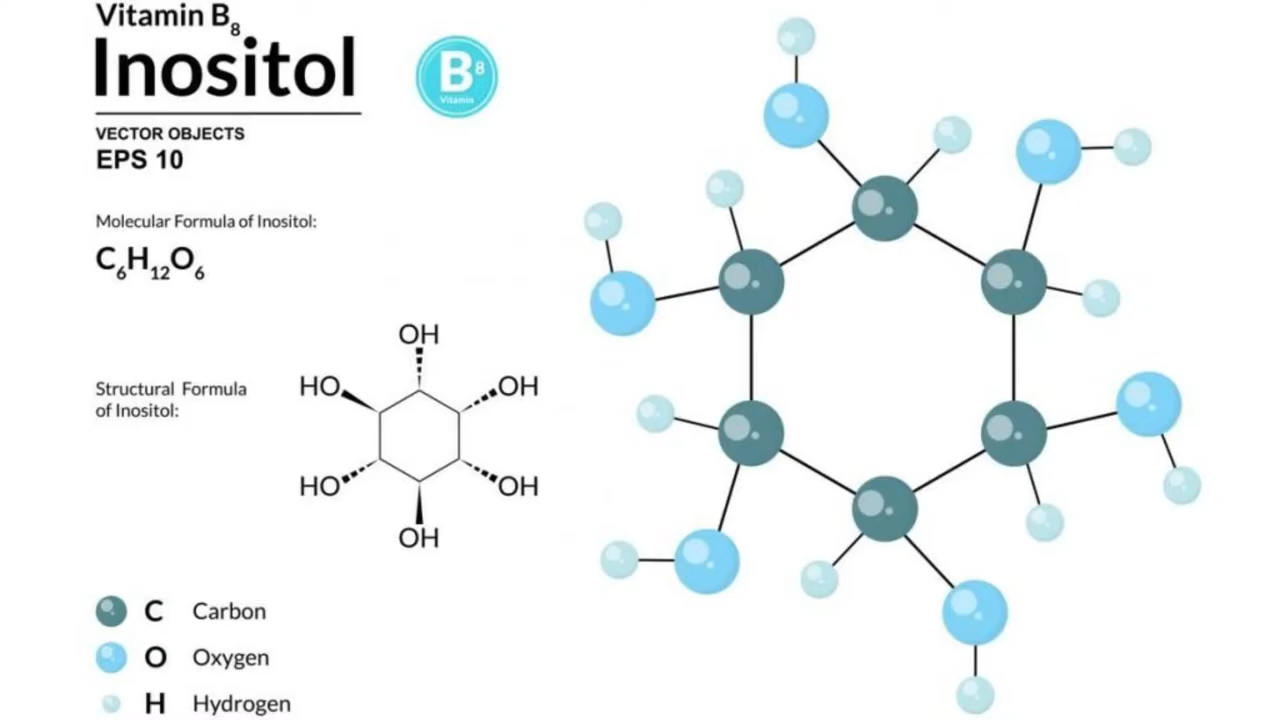 Vitamin B₈
Inositol
B⁸
Vitamin
VECTOR OBJECTS
EPS 10
Molecular Formula of Inositol:
C₆H₁₂O₆
Structural Formula
of Inositol:
OH
HO OH
HO OH
OH
C Carbon
O Oxygen
H Hydrogen